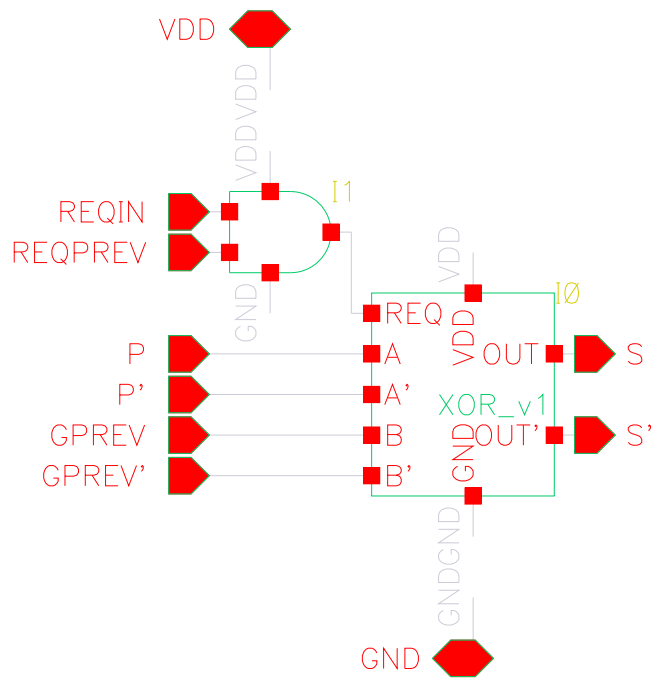 VDD
VDD
VDD
I1
REQIN
REQPREV
GND
VDD
IØ
REQ
VDD
P
A
OUT
S
P'
A'
XOR_v1
GPREV
B
GND
OUT'
S'
GPREV'
B'
GND
GND
GND